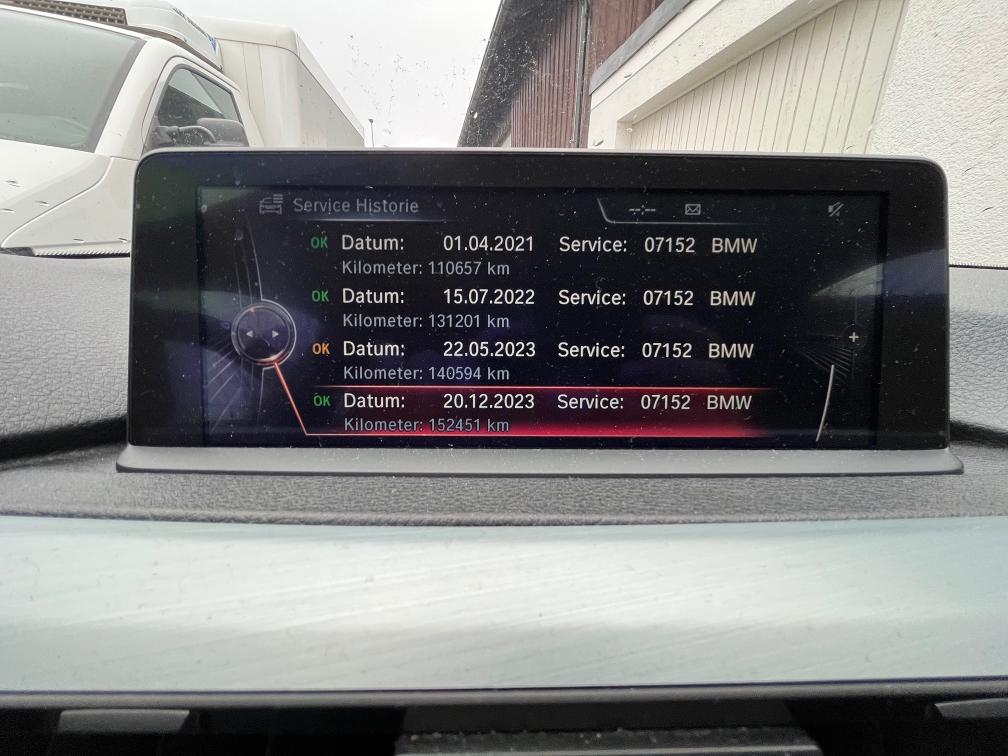 Service Historie --:--
OK Datum: 01.04.2021 Service: 07152 BMW
Kilometer: 110657 km
OK Datum: 15.07.2022 Service: 07152 BMW
Kilometer: 131201 km
OK Datum: 22.05.2023 Service: 07152 BMW
Kilometer: 140594 km
OK Datum: 20.12.2023 Service: 07152 BMW
Kilometer: 152451 km